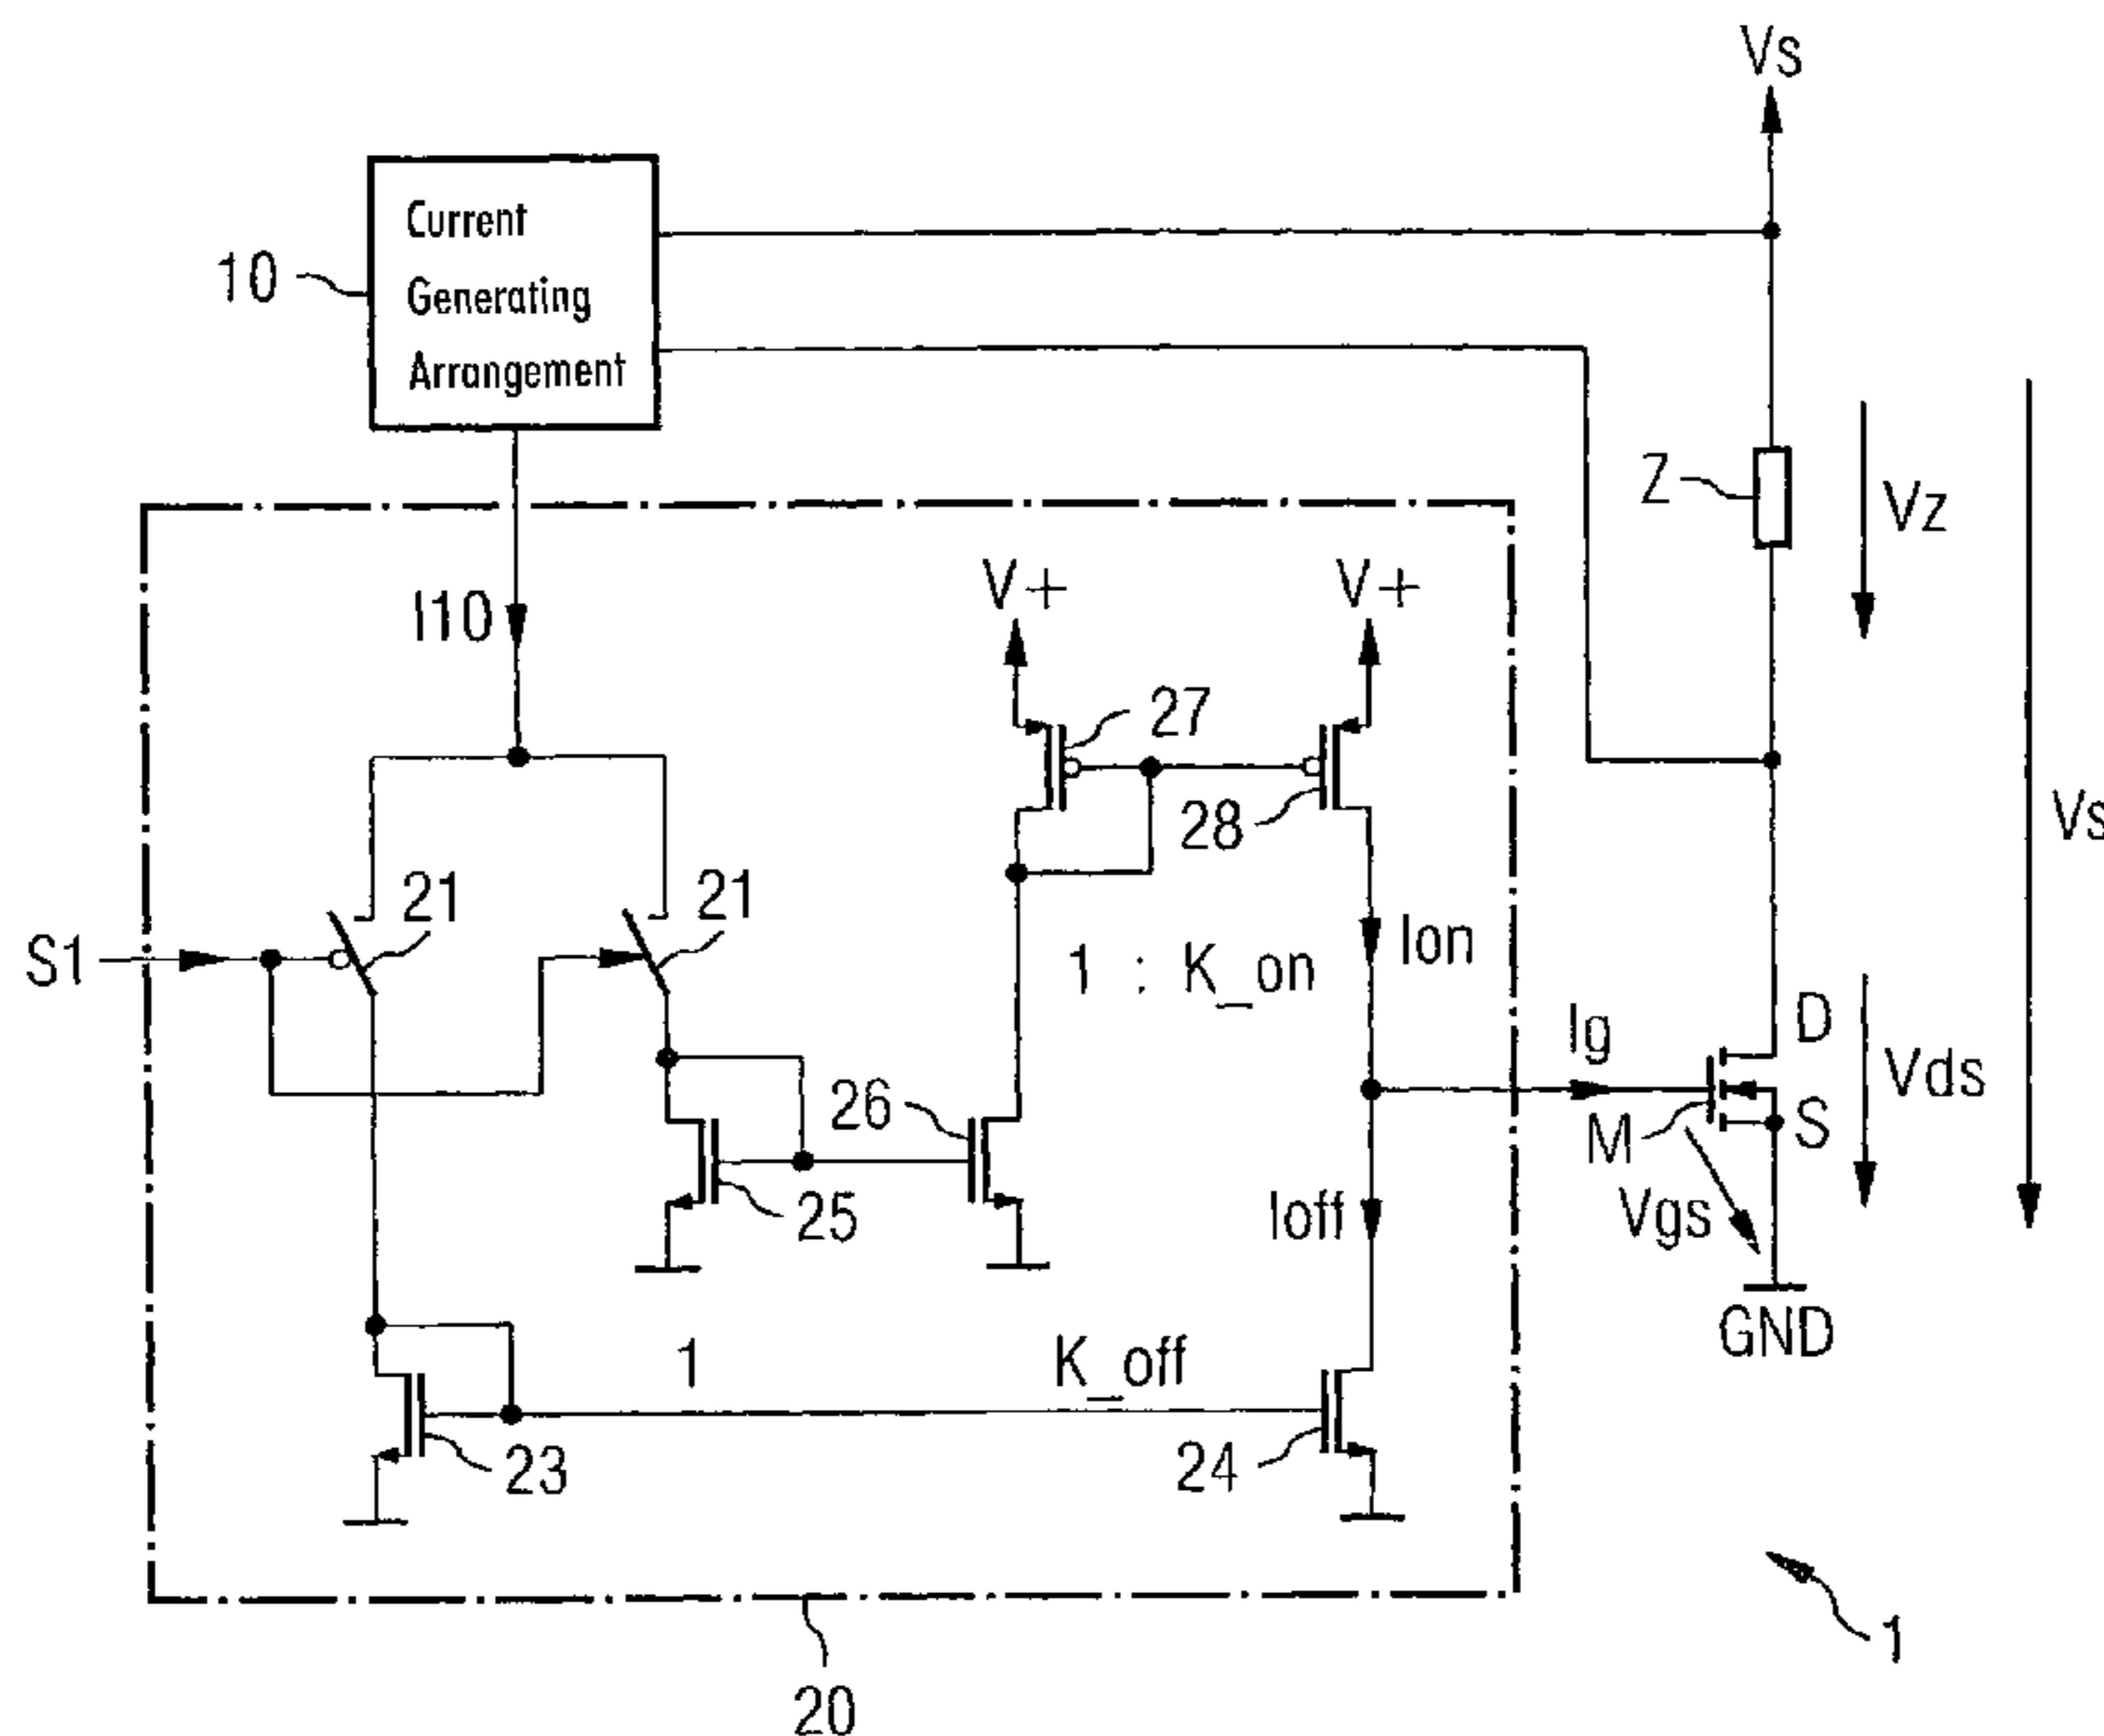 Vs
Current
Generating
Arrangement
10
Z
Vz
V+
V+
I10
27
28
Vs
21
21
S1
Ion
1 : K_on
Ig
D
Vds
26
M
S
25
Vgs
Ioff
GND
1
K_off
23
24
1
20